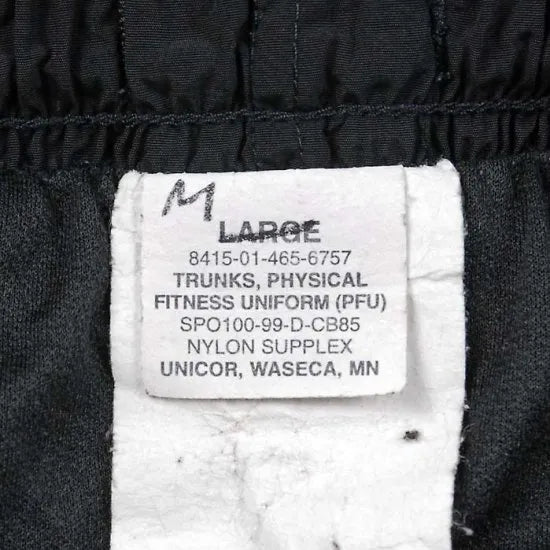 M
LARGE
8415-01-465-6757
TRUNKS, PHYSICAL
FITNESS UNIFORM (PFU)
SPO100-99-D-CB85
NYLON SUPPLEX
UNICOR, WASECA, MN